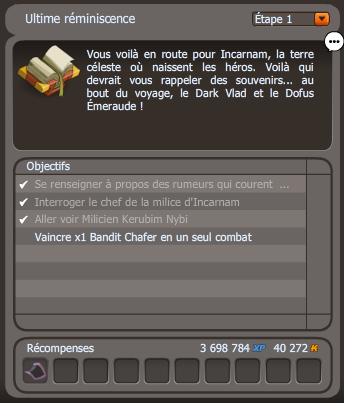 Ultime réminiscence
Étape 1
Vous voilà en route pour Incarnam, la terre
céleste où naissent les héros. Voilà qui
devrait vous rappeler des souvenirs... au
bout du voyage, le Dark Vlad et le Dofus
Émeraude !
Objectifs
Se renseigner à propos des rumeurs qui courent ...
Interroger le chef de la milice d'Incarnam
Aller voir Milicien Kerubim Nybi
Vaincre x1 Bandit Chafer en un seul combat
Récompenses 3 698 784 XP 40 272 K